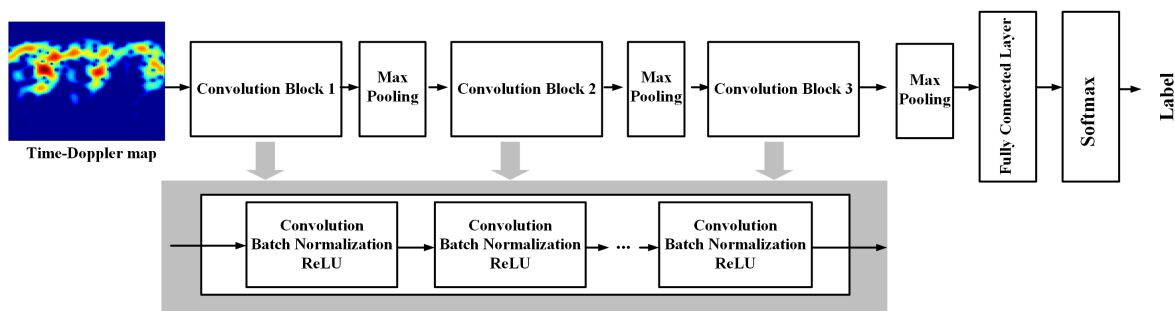 Time-Doppler map
Convolution Block 1
Max
Pooling
Convolution Block 2
Max
Pooling
Convolution Block 3
Max
Pooling
Fully Connected Layer
Softmax
Label
Convolution
Batch Normalization
ReLU
Convolution
Batch Normalization
ReLU
...
Convolution
Batch Normalization
ReLU